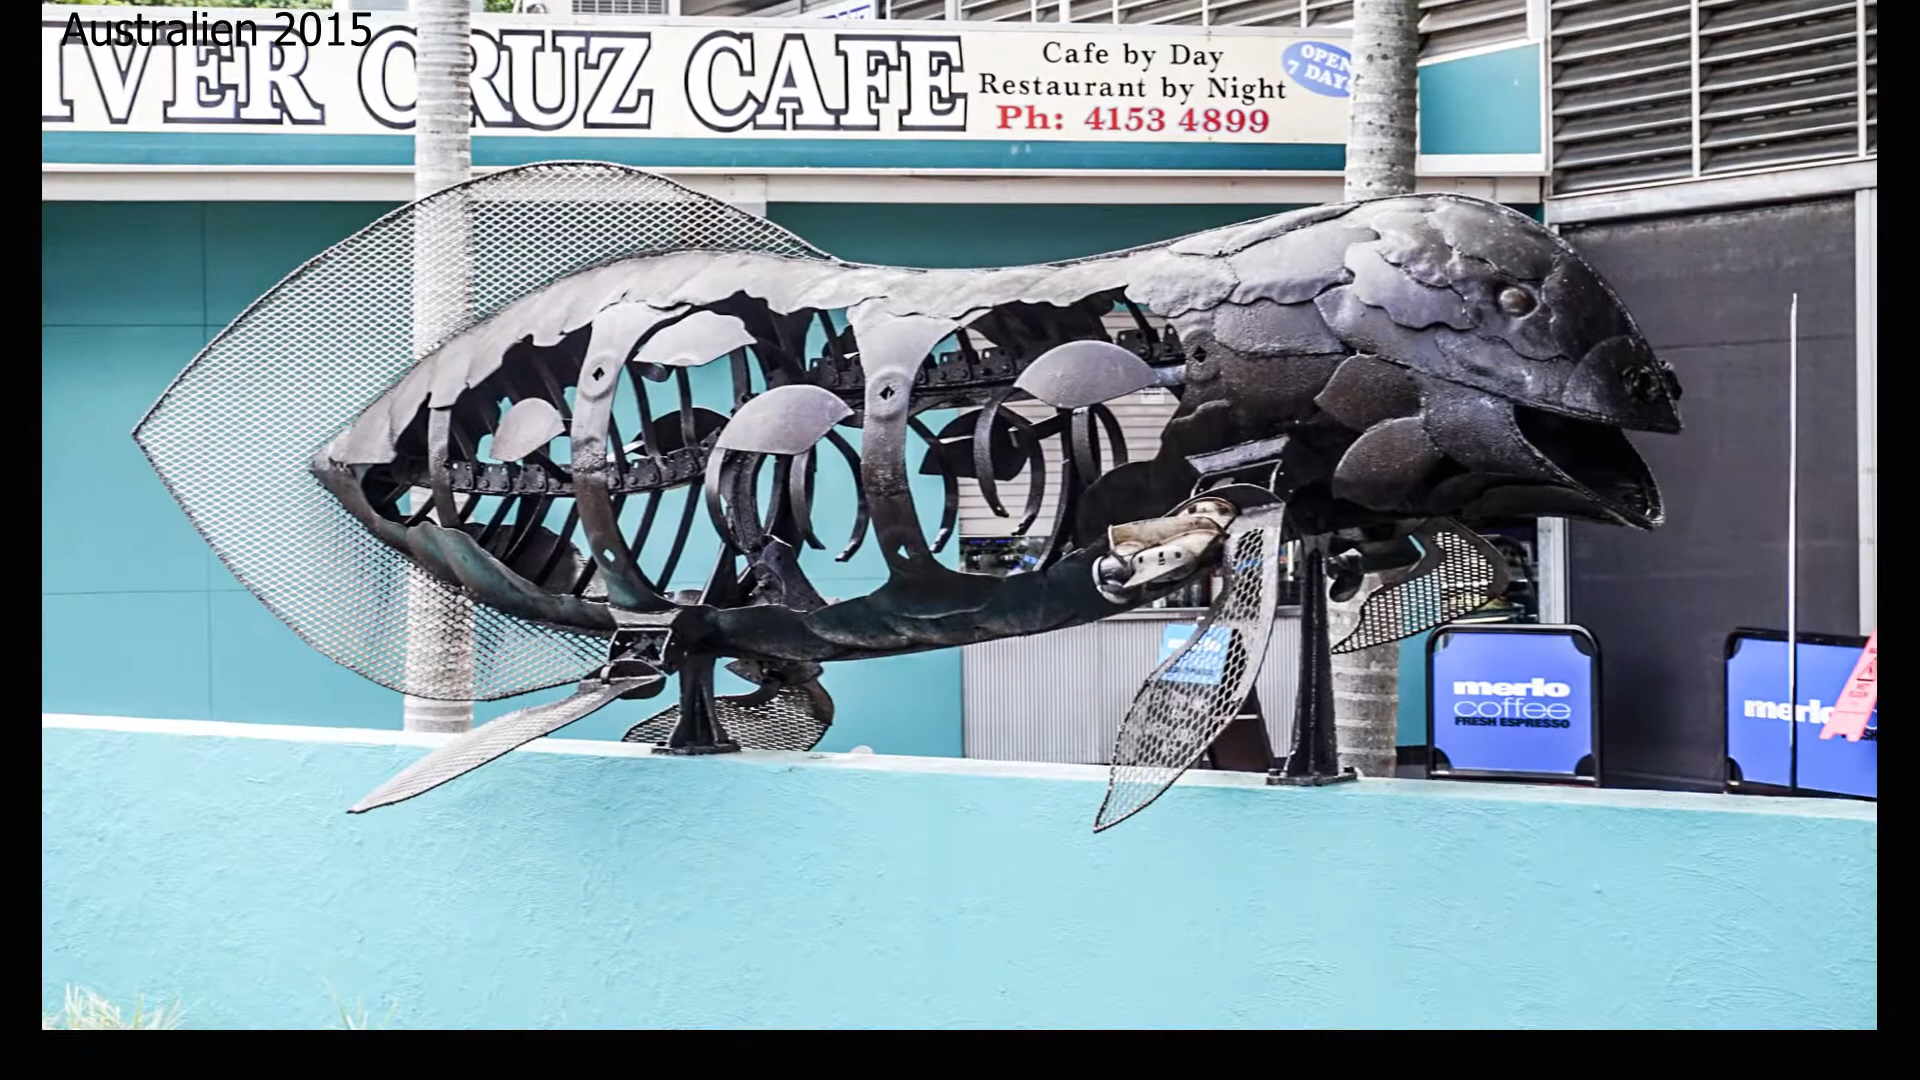 Australien 2015
IVER CRUZ CAFE
Cafe by Day
Restaurant by Night
Ph: 4153 4899
OPEN
7 DAYS
merlo
coffee
FRESH ESPRESSO
merlo